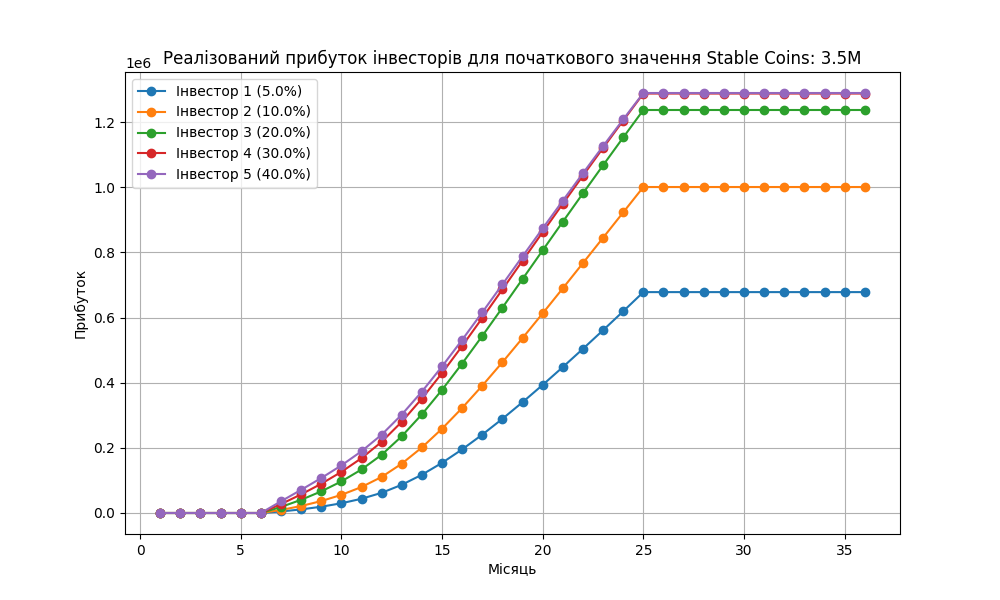 Реалізований прибуток інвесторів для початкового значення Stable Coins: 3.5M
1e6
Інвестор 1 (5.0%)
Інвестор 2 (10.0%)
Інвестор 3 (20.0%)
Інвестор 4 (30.0%)
Інвестор 5 (40.0%)
1.2
1.0
0.8
0.6
0.4
0.2
0.0
Прибуток
0 5 10 15 20 25 30 35
Місяць